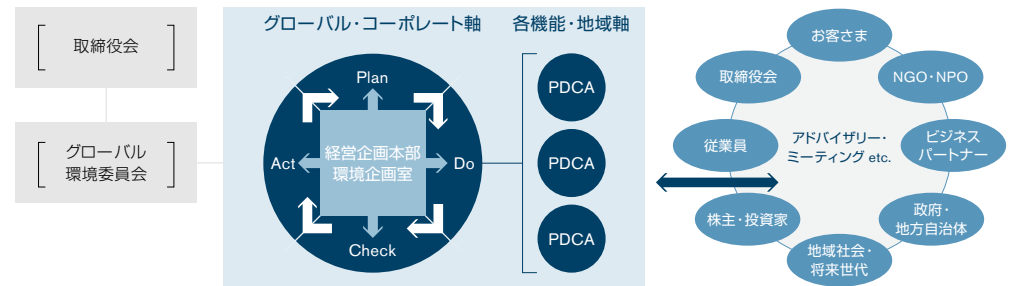 取締役会
グローバル
環境委員会
グローバル・コーポレート軸
各機能・地域軸
Plan
Act
経営企画本部
環境企画室
Do
Check
PDCA
PDCA
PDCA
お客さま
取締役会
NGO・NPO
従業員
アドバイザリー・
ミーティング etc.
ビジネス
パートナー
株主・投資家
政府・
地方自治体
地域社会・
将来世代